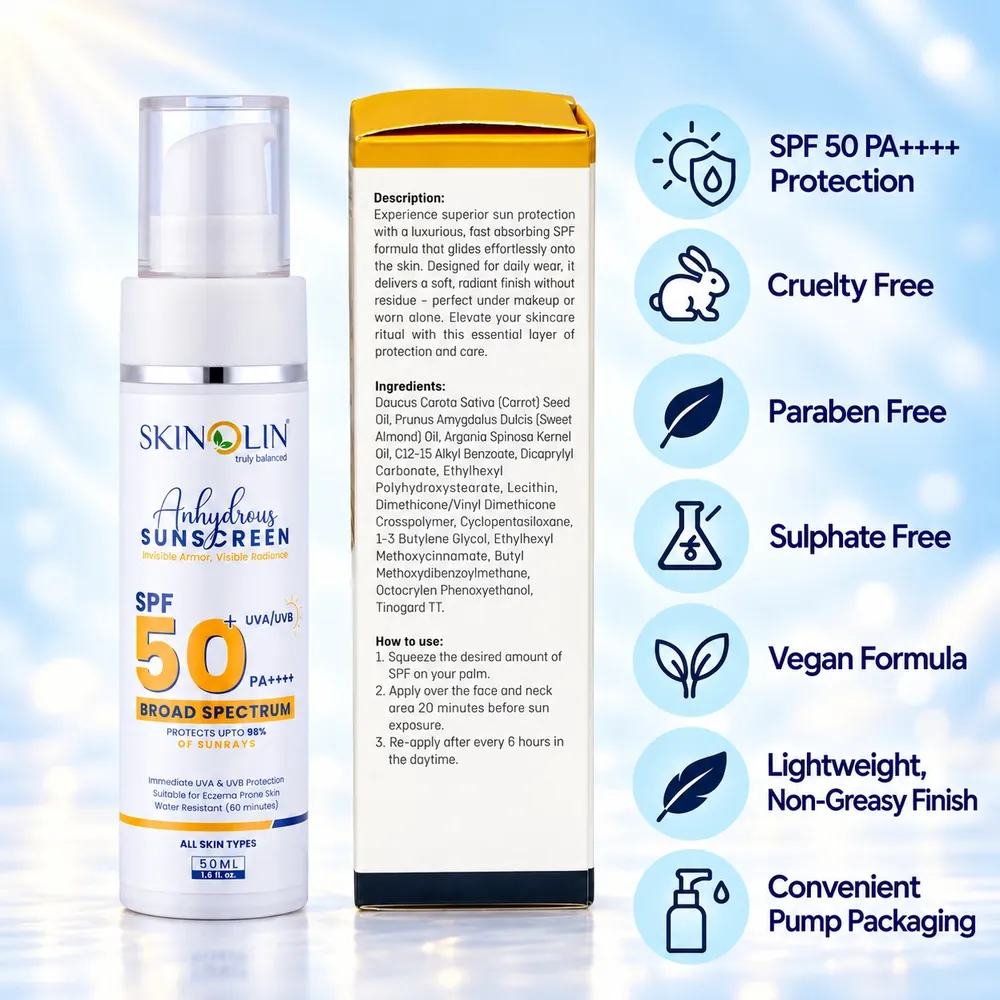 SKINOLIN®
truly balanced
Anhydrous
SUNSCREEN
Invisible Armor, Visible Radiance
SPF
50+ UVA/UVB
PA++++
BROAD SPECTRUM
PROTECTS UPTO 98%
OF SUNRAYS
Immediate UVA & UVB Protection
Suitable for Eczema Prone Skin
Water Resistant (60 minutes)
ALL SKIN TYPES
50ML
1.6 fl. oz.
Description:
Experience superior sun protection
with a luxurious, fast absorbing SPF
formula that glides effortlessly onto
the skin. Designed for daily wear, it
delivers a soft, radiant finish without
residue – perfect under makeup or
worn alone. Elevate your skincare
ritual with this essential layer of
protection and care.
Ingredients:
Daucus Carota Sativa (Carrot) Seed
Oil, Prunus Amygdalus Dulcis (Sweet
Almond) Oil, Argania Spinosa Kernel
Oil, C12-15 Alkyl Benzoate, Dicaprylyl
Carbonate, Ethylhexyl
Polyhydroxystearate, Lecithin,
Dimethicone/Vinyl Dimethicone
Crosspolymer, Cyclopentasiloxane,
1-3 Butylene Glycol, Ethylhexyl
Methoxycinnamate, Butyl
Methoxydibenzoylmethane,
Octocrylen Phenoxyethanol,
Tinogard TT.
How to use:
1. Squeeze the desired amount of
SPF on your palm.
2. Apply over the face and neck
area 20 minutes before sun
exposure.
3. Re-apply after every 6 hours in
the daytime.
SPF 50 PA++++
Protection
Cruelty Free
Paraben Free
Sulphate Free
Vegan Formula
Lightweight,
Non-Greasy Finish
Convenient
Pump Packaging